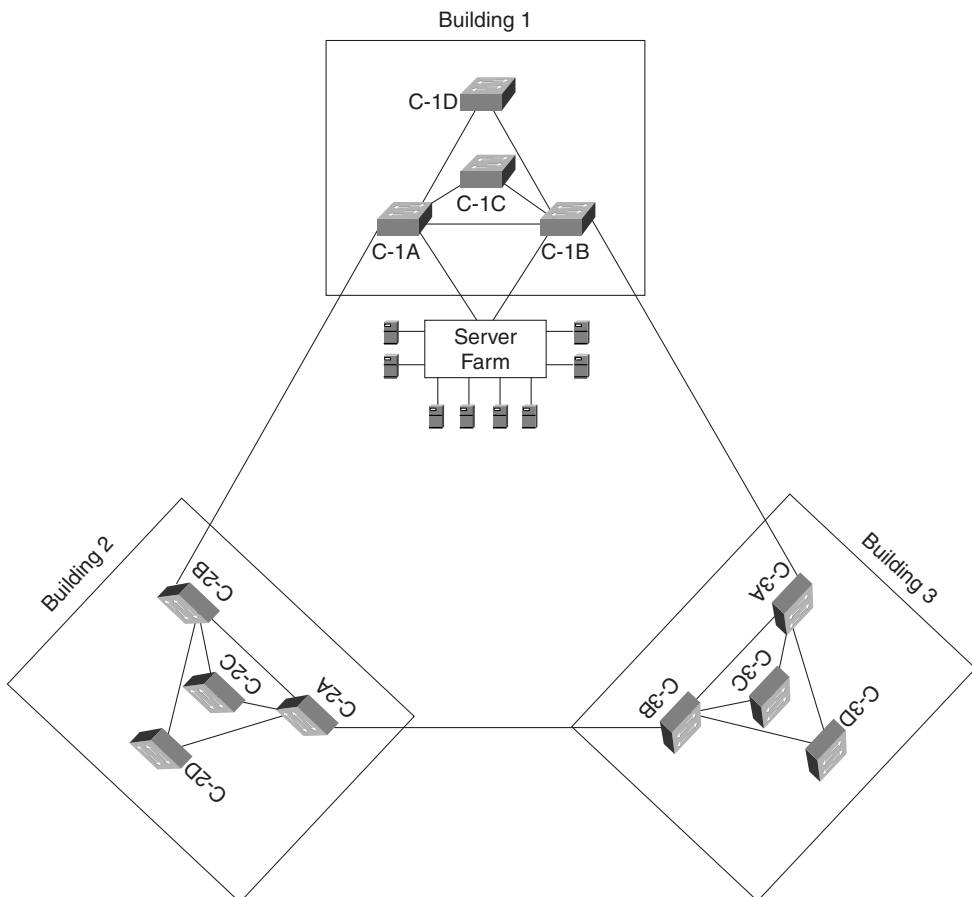 Building 1
C-1D
C-1C
C-1A
C-1B
Server
Farm
Building 2
C-2B
C-2C
C-2A
C-2D
Building 3
C-3A
C-3C
C-3B
C-3D